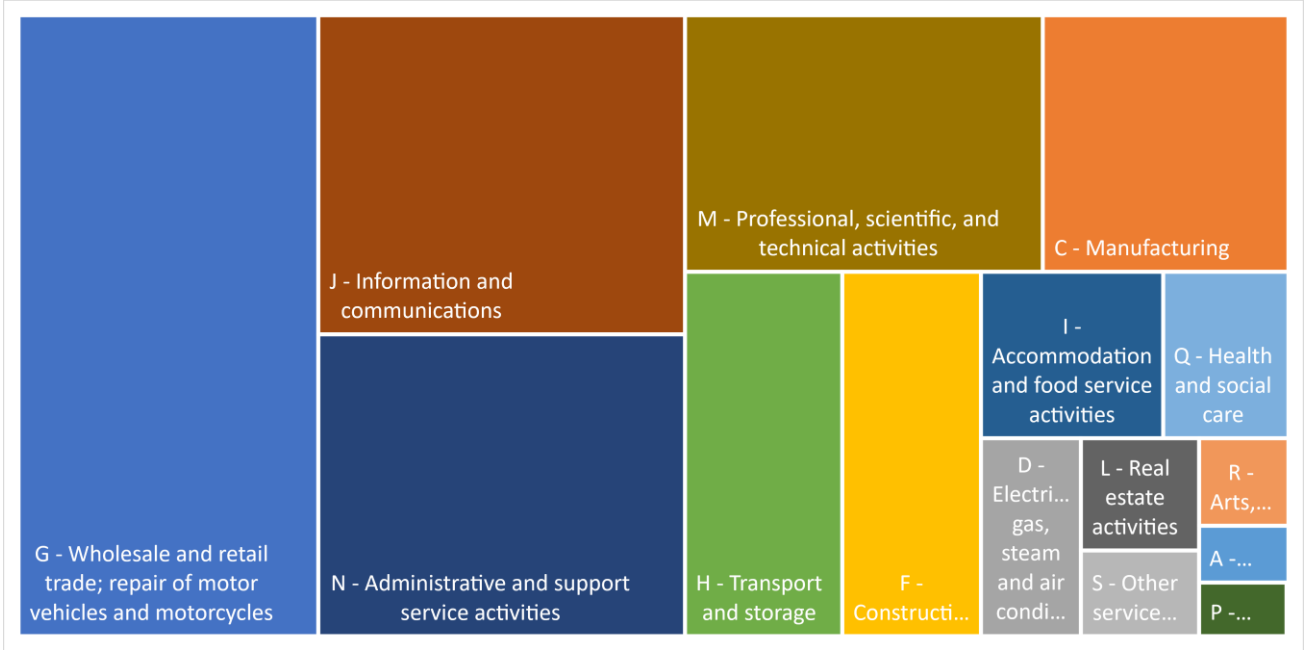 G - Wholesale and retail
trade; repair of motor
vehicles and motorcycles
J - Information and
communications
N - Administrative and support
service activities
M - Professional, scientific, and
technical activities
C - Manufacturing
H - Transport
and storage
F -
Constructi...
I -
Accommodation
and food service
activities
Q - Health
and social
care
D -
Electri...
gas,
steam
and air
condi...
L - Real
estate
activities
S - Other
service...
R -
Arts,...
A -...
P -...